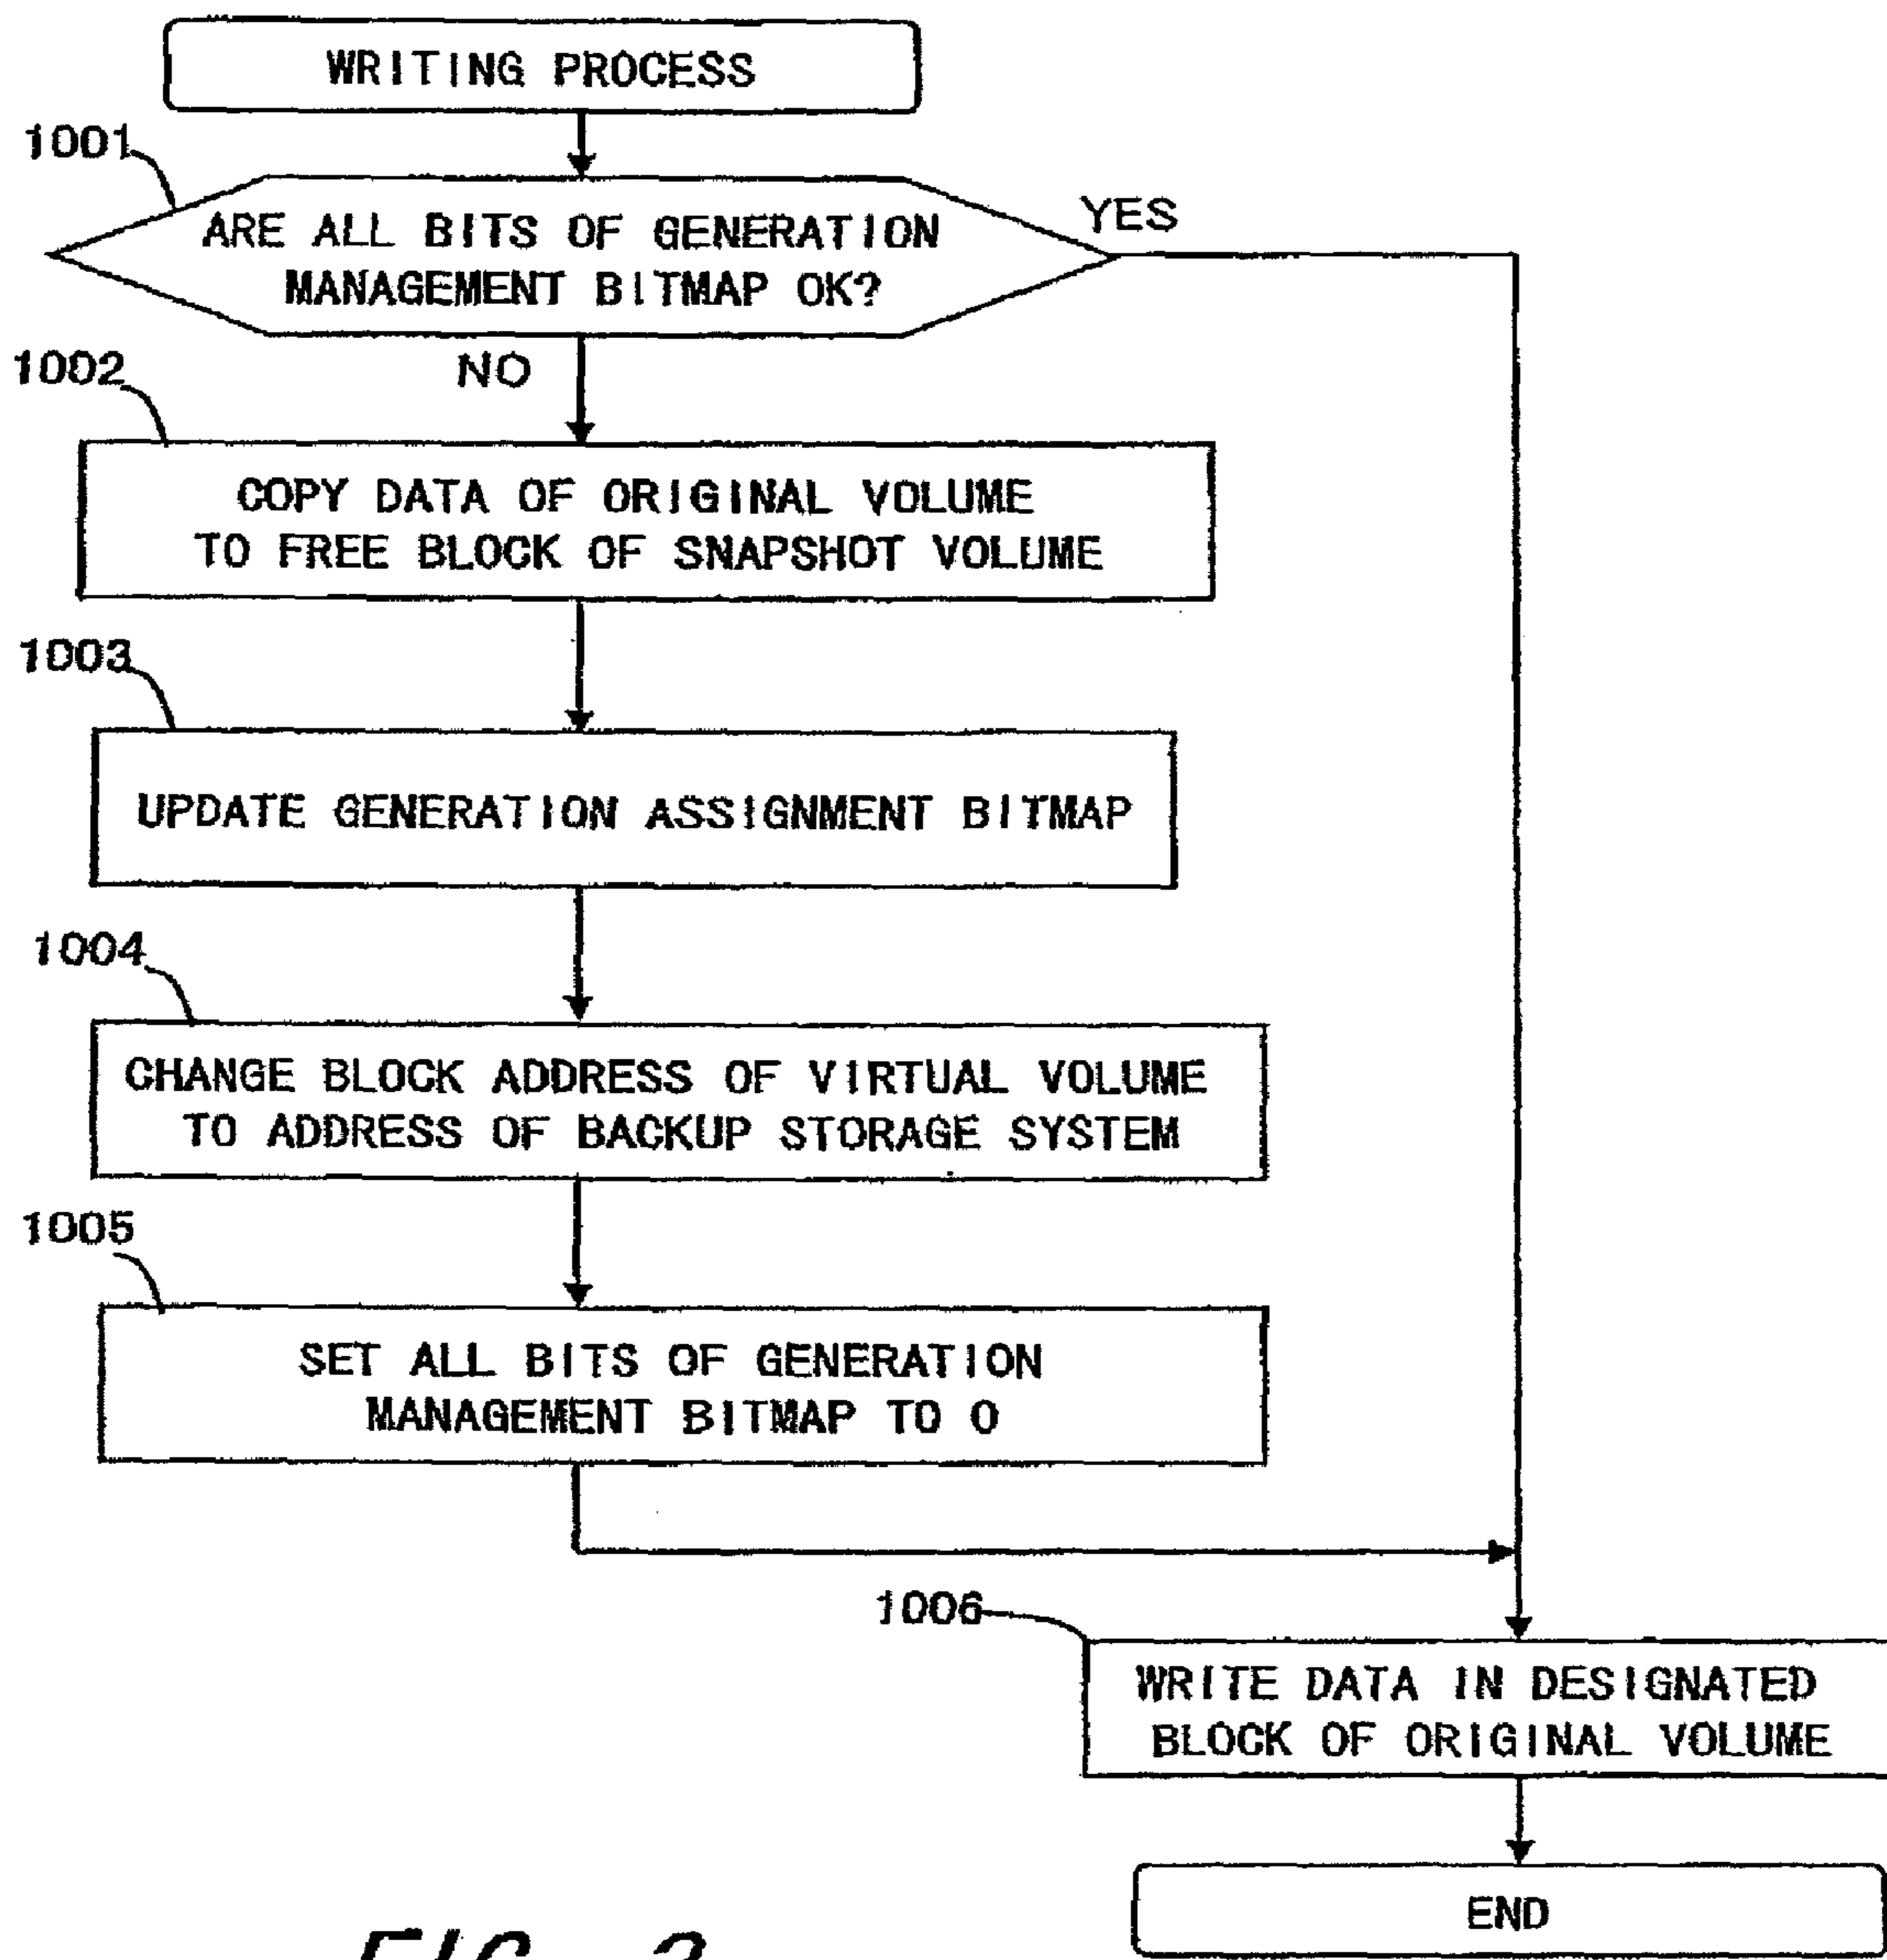 WRITING PROCESS
1001
ARE ALL BITS OF GENERATION
MANAGEMENT BITMAP OK?
YES
NO
1002
COPY DATA OF ORIGINAL VOLUME
TO FREE BLOCK OF SNAPSHOT VOLUME
1003
UPDATE GENERATION ASSIGNMENT BITMAP
1004
CHANGE BLOCK ADDRESS OF VIRTUAL VOLUME
TO ADDRESS OF BACKUP STORAGE SYSTEM
1005
SET ALL BITS OF GENERATION
MANAGEMENT BITMAP TO 0
1006
WRITE DATA IN DESIGNATED
BLOCK OF ORIGINAL VOLUME
END